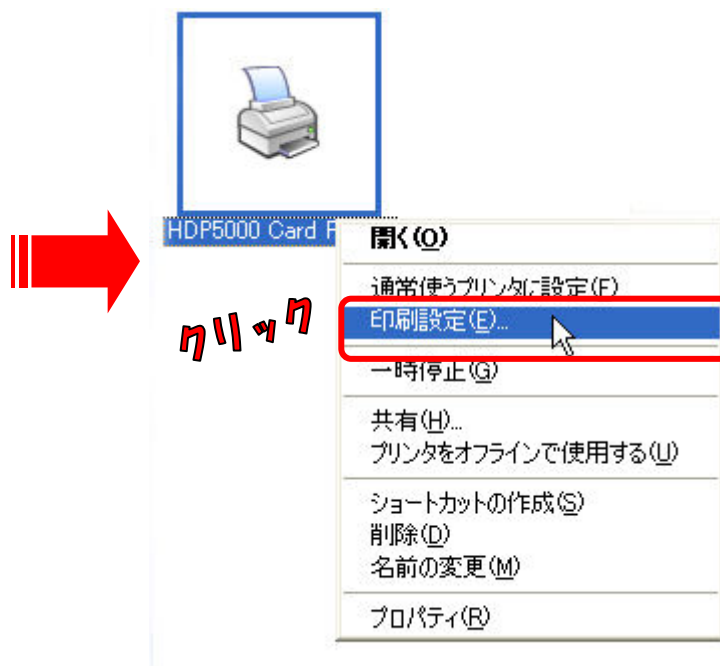 HDP5000 Card P
開く(O)
通常使うプリンタに設定(F)
クリック
印刷設定(E)...
一時停止(G)
共有(H)...
プリンタをオフラインで使用する(U)
ショートカットの作成(S)
削除(D)
名前の変更(M)
プロパティ(R)